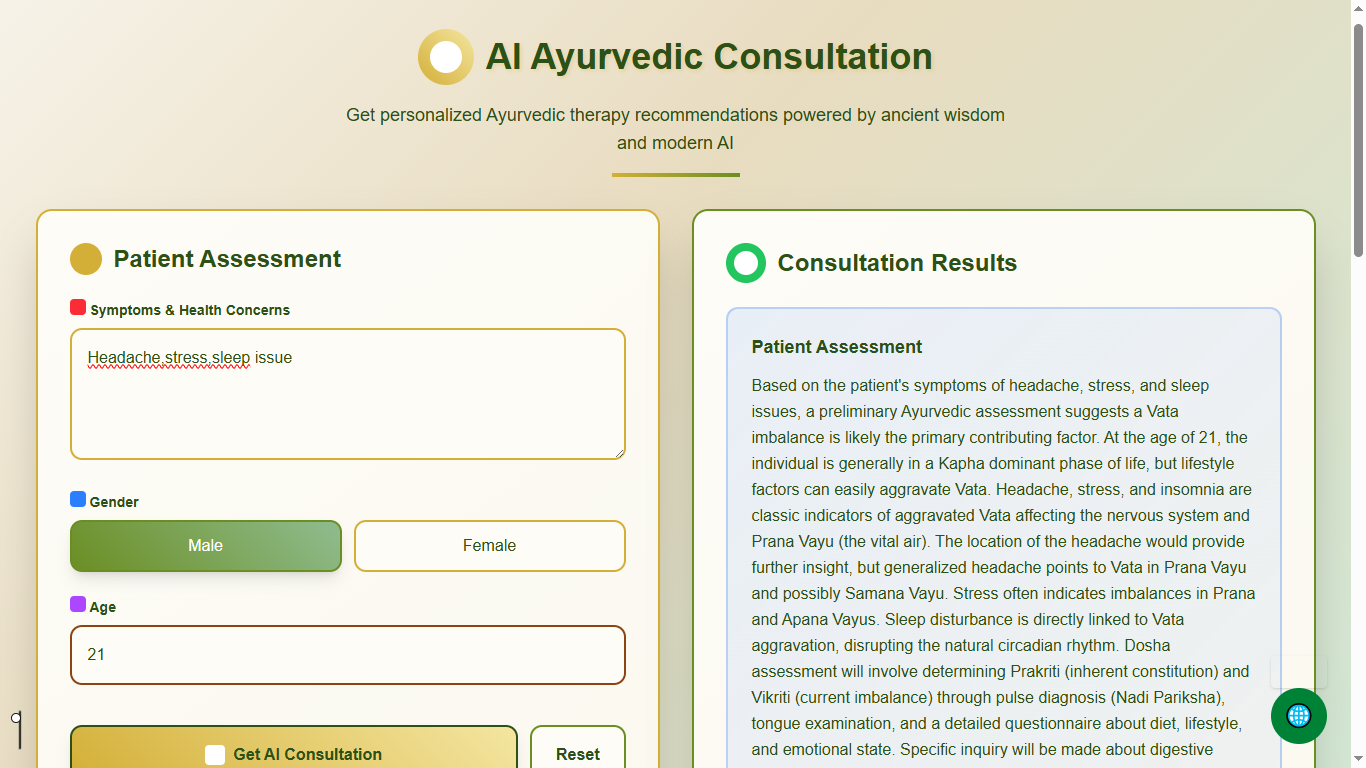 AI Ayurvedic Consultation
Get personalized Ayurvedic therapy recommendations powered by ancient wisdom
and modern AI
Patient Assessment
Symptoms & Health Concerns
Headache,stress,sleep issue
Gender
Male
Female
Age
21
Get AI Consultation
Reset
Consultation Results
Patient Assessment
Based on the patient's symptoms of headache, stress, and sleep
issues, a preliminary Ayurvedic assessment suggests a Vata
imbalance is likely the primary contributing factor. At the age of 21, the
individual is generally in a Kapha dominant phase of life, but lifestyle
factors can easily aggravate Vata. Headache, stress, and insomnia are
classic indicators of aggravated Vata affecting the nervous system and
Prana Vayu (the vital air). The location of the headache would provide
further insight, but generalized headache points to Vata in Prana Vayu
and possibly Samana Vayu. Stress often indicates imbalances in Prana
and Apana Vayus. Sleep disturbance is directly linked to Vata
aggravation, disrupting the natural circadian rhythm. Dosha
assessment will involve determining Prakriti (inherent constitution) and
Vikriti (current imbalance) through pulse diagnosis (Nadi Pariksha),
tongue examination, and a detailed questionnaire about diet, lifestyle,
and emotional state. Specific inquiry will be made about digestive